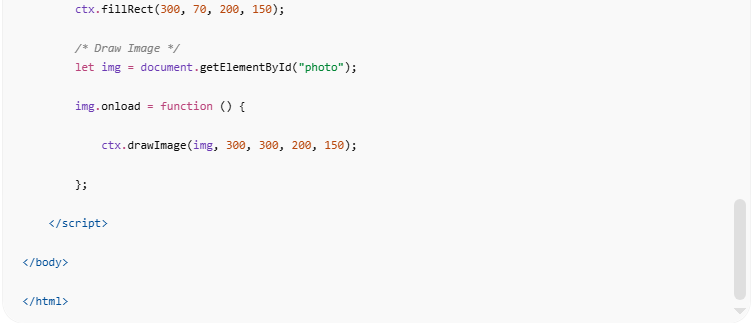 ctx.fillRect(300, 70, 200, 150);
/* Draw Image */
let img = document.getElementById("photo");
img.onload = function () {
ctx.drawImage(img, 300, 300, 200, 150);
};
</script>
</body>
</html>